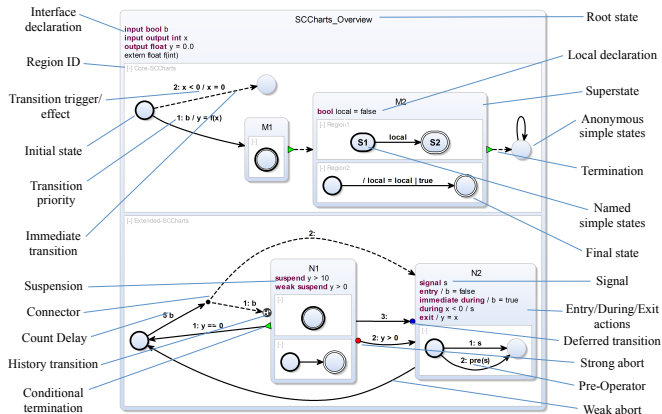 Interface
declaration
Region ID
Transition trigger/
effect
Initial state
Transition
priority
Immediate
transition
Suspension
Connector
Count Delay
History transition
Conditional
termination
SCCharts_Overview
input bool b
input output int x
output float y = 0.0
extern float f(int)
[-] Core-SCCharts
2: x < 0 / x = 0
1: b / y = f(x)
M1
[-]
M2
bool local = false
[-] Region1
S1
local
S2
[-] Region2
/ local = local | true
[-] Extended-SCCharts
2:
1: b
H
5 b
1: y == 0
N1
suspend y > 10
weak suspend y > 0
[-]
[-]
3:
2: y > 0
N2
signal s
entry / b = false
immediate during / b = true
during x < 0 / s
exit / y = x
[-]
1: s
2: pre(s)
Root state
Local declaration
Superstate
Anonymous
simple states
Termination
Named
simple states
Final state
Signal
Entry/During/Exit
actions
Deferred transition
Strong abort
Pre-Operator
Weak abort